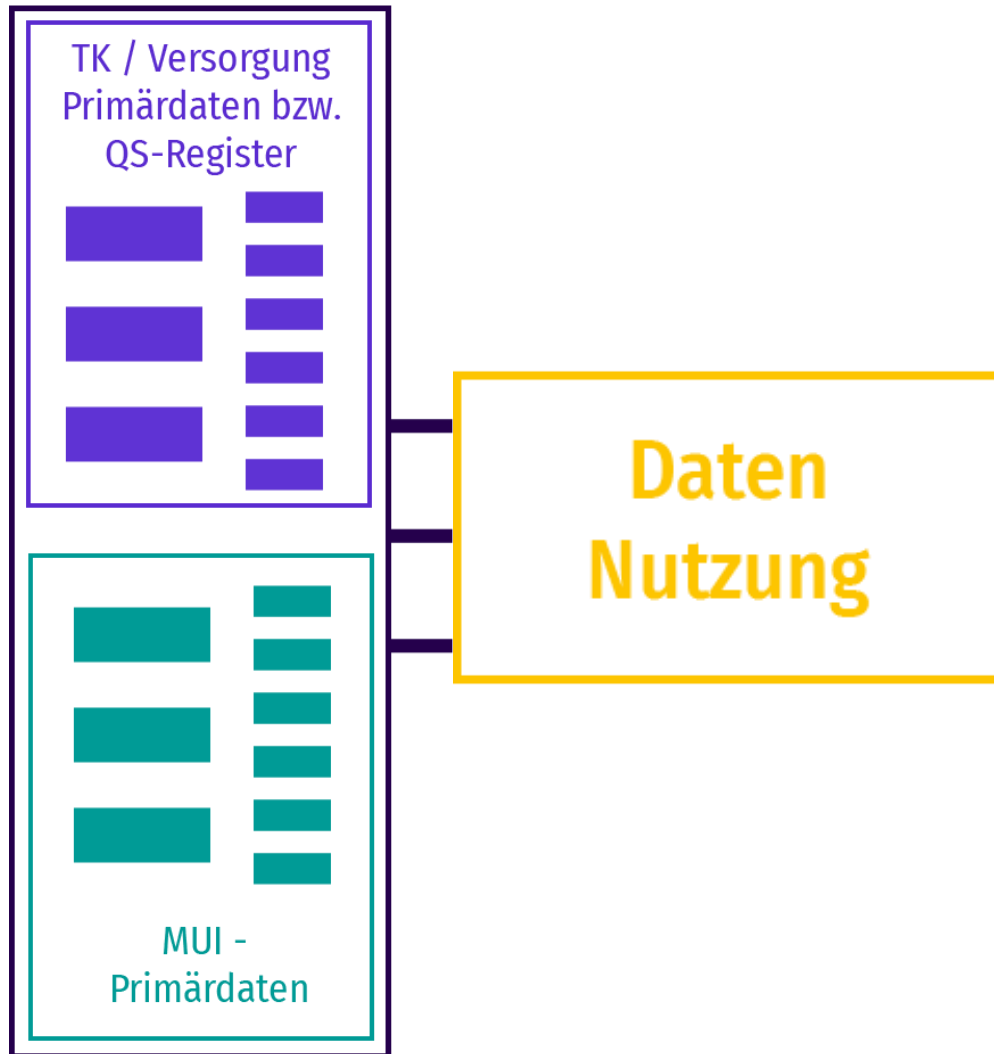 TK / Versorgung
Primärdaten bzw.
QS-Register
Daten
Nutzung
MUI -
Primärdaten